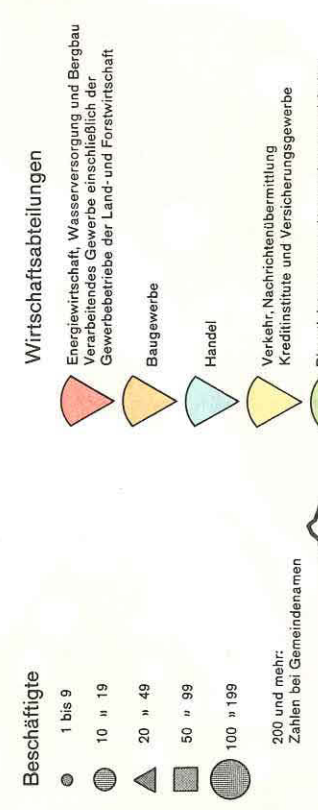 Beschäftigte
1 bis 9
10 " 19
20 " 49
50 " 99
100 " 199
200 und mehr:
Zahlen bei Gemeindenamen
Wirtschaftsabteilungen
Energiewirtschaft, Wasserversorgung und Bergbau
Verarbeitendes Gewerbe einschließlich der
Gewerbebetriebe der Land- und Forstwirtschaft
Baugewerbe
Handel
Verkehr, Nachrichtenübermittlung
Kreditinstitute und Versicherungsgewerbe